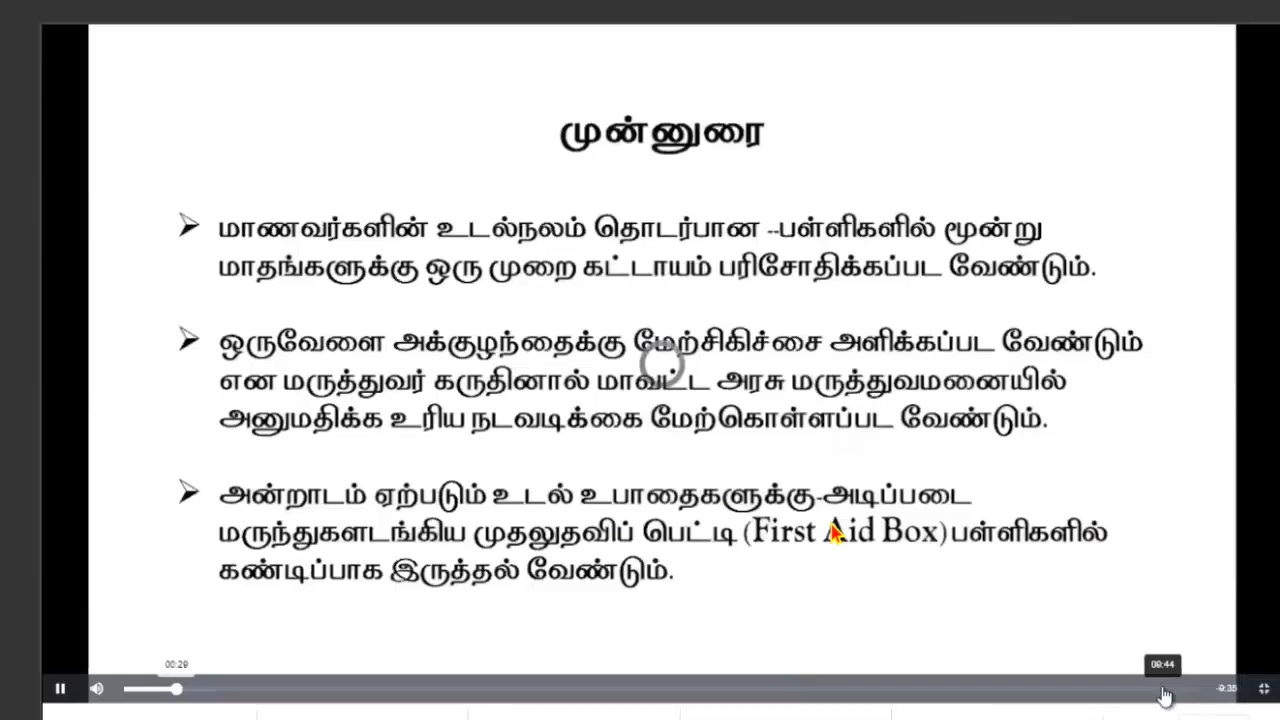 முன்னுரை
மாணவர்களின் உடல்நலம் தொடர்பான –பள்ளிகளில் மூன்று
மாதங்களுக்கு ஒரு முறை கட்டாயம் பரிசோதிக்கப்பட வேண்டும்.
ஒருவேளை அக்குழந்தைக்கு மேற்சிகிச்சை அளிக்கப்பட வேண்டும்
என மருத்துவர் கருதினால் மாவட்ட அரசு மருத்துவமனையில்
அனுமதிக்க உரிய நடவடிக்கை மேற்கொள்ளப்பட வேண்டும்.
அன்றாடம் ஏற்படும் உடல் உபாதைகளுக்கு-அடிப்படை
மருந்துகளடங்கிய முதலுதவிப் பெட்டி (First Aid Box) பள்ளிகளில்
கண்டிப்பாக இருத்தல் வேண்டும்.
00:29
08:44
-9:35